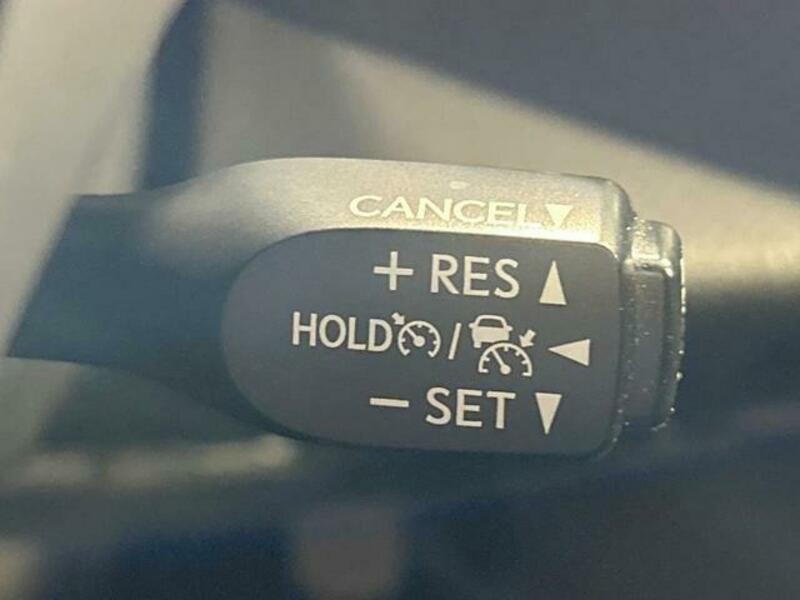 CANCEL
+ RES
HOLD /
- SET